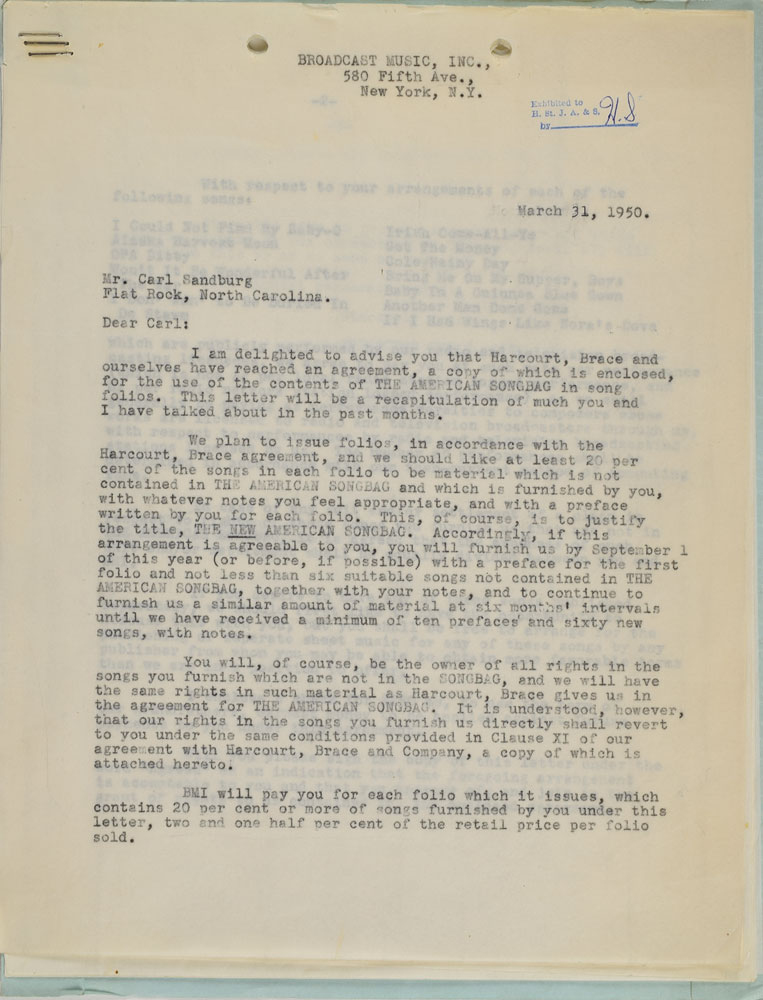 BROADCAST MUSIC, INC.,
580 Fifth Ave.,
New York, N.Y.
Exhibited to
H. St. J. A. & S.
by H.S
March 31, 1950.
Mr. Carl Sandburg
Flat Rock, North Carolina.
Dear Carl:
I am delighted to advise you that Harcourt, Brace and
ourselves have reached an agreement, a copy of which is enclosed,
for the use of the contents of THE AMERICAN SONGBAG in song
folios. This letter will be a recapitulation of much you and
I have talked about in the past months.
We plan to issue folios, in accordance with the
Harcourt, Brace agreement, and we should like at least 20 per
cent of the songs in each folio to be material which is not
contained in THE AMERICAN SONGBAG and which is furnished by you,
with whatever notes you feel appropriate, and with a preface
written by you for each folio. This, of course, is to justify
the title, THE NEW AMERICAN SONGBAG. Accordingly, if this
arrangement is agreeable to you, you will furnish us by September 1
of this year (or before, if possible) with a preface for the first
folio and not less than six suitable songs not contained in THE
AMERICAN SONGBAG, together with your notes, and to continue to
furnish us a similar amount of material at six months' intervals
until we have received a minimum of ten prefaces and sixty new
songs, with notes.
You will, of course, be the owner of all rights in the
songs you furnish which are not in the SONGBAG, and we will have
the same rights in such material as Harcourt, Brace gives us in
the agreement for THE AMERICAN SONGBAG. It is understood, however,
that our rights in the songs you furnish us directly shall revert
to you under the same conditions provided in Clause XI of our
agreement with Harcourt, Brace and Company, a copy of which is
attached hereto.
BMI will pay you for each folio which it issues, which
contains 20 per cent or more of songs furnished by you under this
letter, two and one half per cent of the retail price per folio
sold.